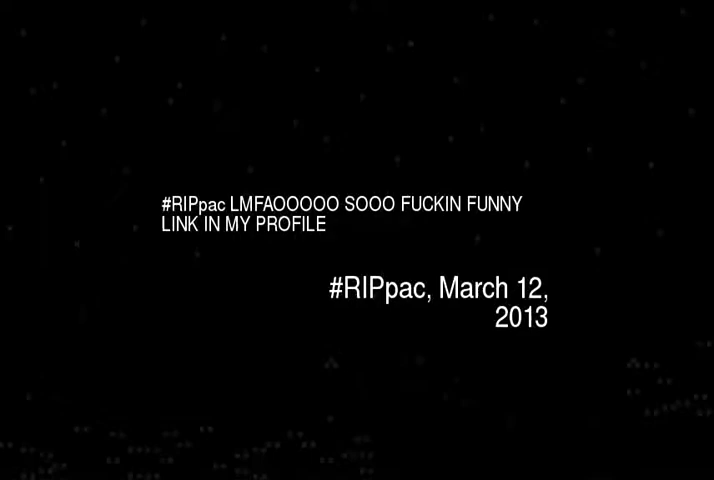 #RIPpac LMFAOOOOO SOOO FUCKIN FUNNY
LINK IN MY PROFILE
#RIPpac, March 12,
2013